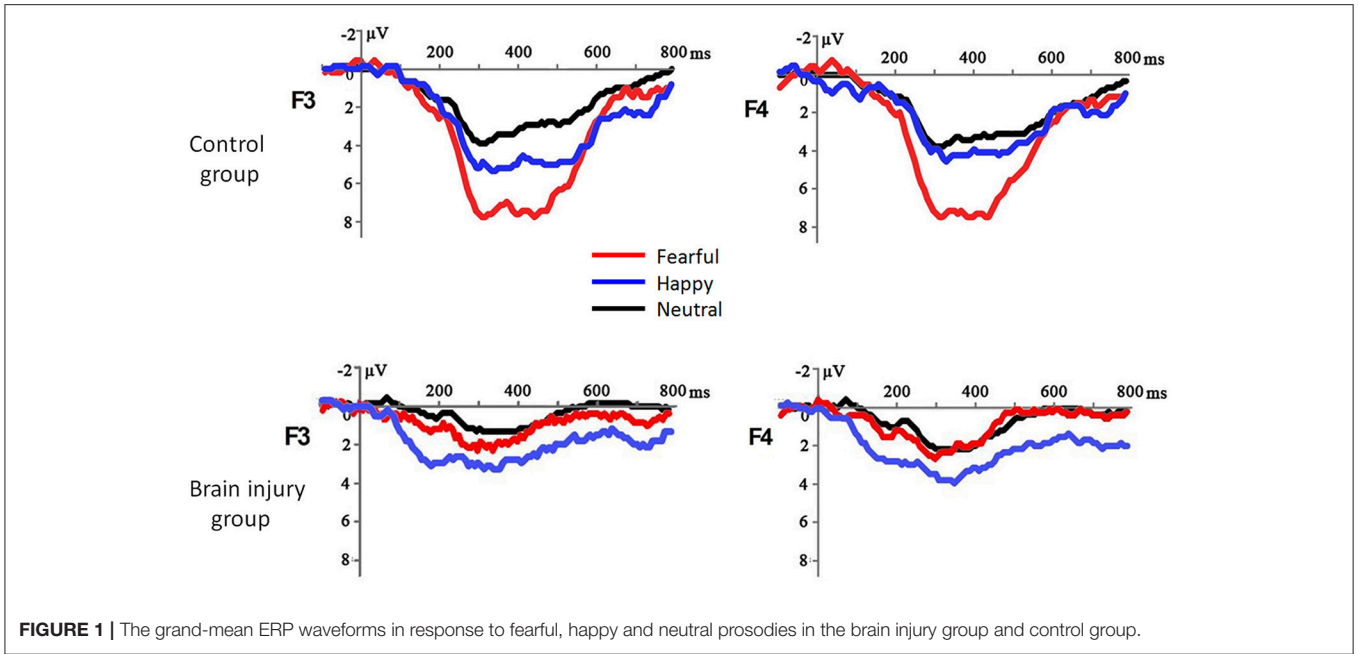 -2 μV
200 400 600 800 ms
0
F3
2
4
6
8
-2 μV
200 400 600 800 ms
0
F4
2
4
6
8
Control
group
Fearful
Happy
Neutral
-2 μV
200 400 600 800 ms
0
F3
2
4
6
8
-2 μV
200 400 600 800 ms
0
F4
2
4
6
8
Brain injury
group
FIGURE 1 | The grand-mean ERP waveforms in response to fearful, happy and neutral prosodies in the brain injury group and control group.